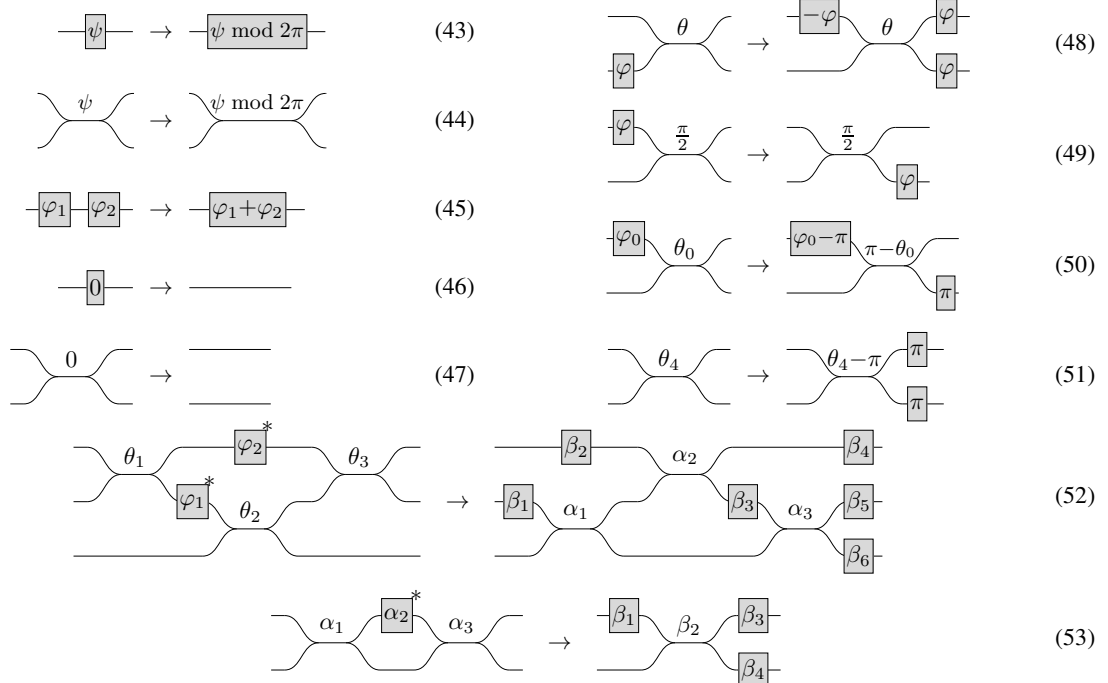 ψ → ψ mod 2π (43)
ψ → ψ mod 2π (44)
φ₁ φ₂ → φ₁+φ₂ (45)
0 → (46)
0 → (47)
θ φ → −φ θ φ φ (48)
φ π/2 → π/2 φ (49)
φ₀ θ₀ → φ₀−π π−θ₀ π (50)
θ₄ → θ₄−π π π (51)
θ₁ φ₁* φ₂* θ₂ θ₃ → β₁ β₂ α₁ α₂ β₃ α₃ β₄ β₅ β₆ (52)
α₁ α₂* α₃ → β₁ β₂ β₃ β₄ (53)